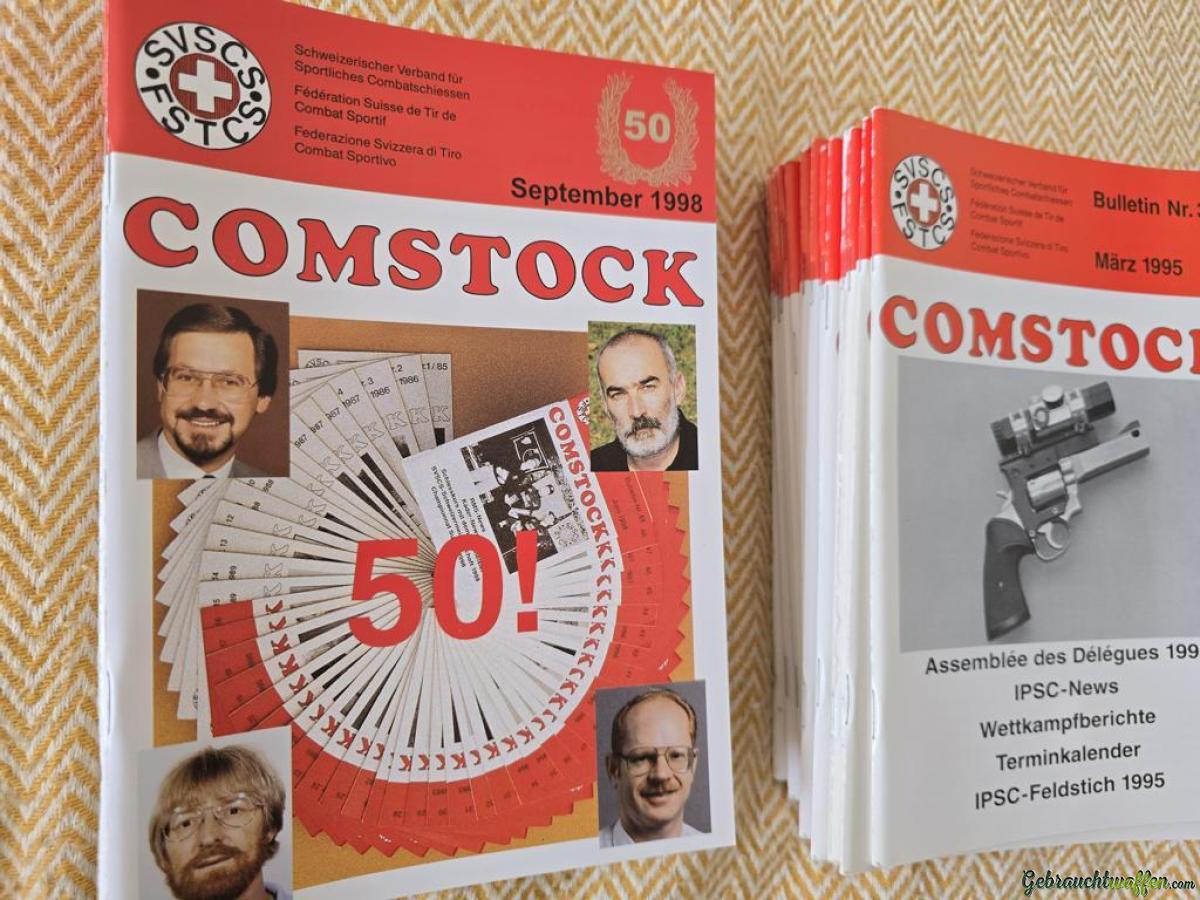 SVSCS
FSTCS
Schweizerischer Verband für
Sportliches Combatschiessen
Fédération Suisse de Tir de
Combat Sportif
Federazione Svizzera di Tiro
Combat Sportivo
50
September 1998
COMSTOCK
50!
COMSTOCK
SVSCS
FSTCS
Schweizerischer Verband für
Sportliches Combatschiessen
Fédération Suisse de Tir de
Combat Sportif
Federazione Svizzera di Tiro
Combat Sportivo
Bulletin Nr.
März 1995
COMSTOC
Assemblée des Délégues 199
IPSC-News
Wettkampfberichte
Terminkalender
IPSC-Feldstich 1995
Gebrauchtwaffen.com